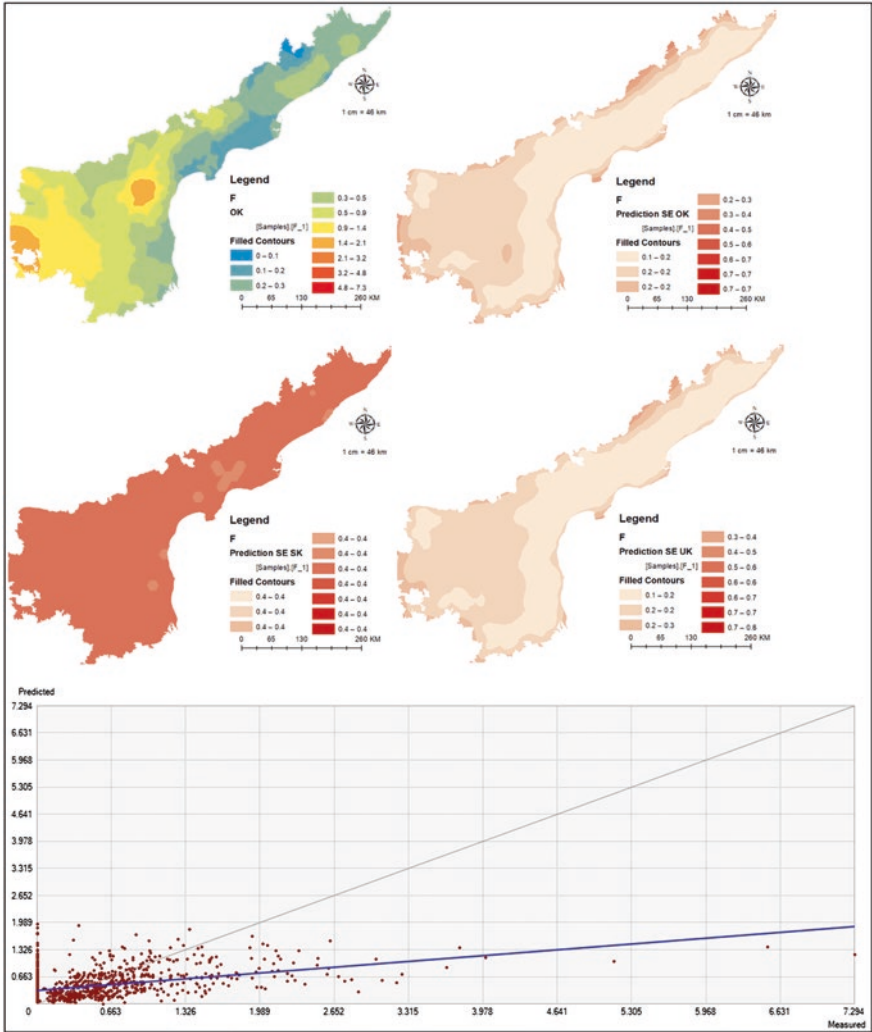 N
W E
S
1 cm = 46 km
Legend
F
OK
[Samples].[F_1]
Filled Contours
0 – 0.1
0.1 – 0.2
0.2 – 0.3
0.3 – 0.5
0.5 – 0.9
0.9 – 1.4
1.4 – 2.1
2.1 – 3.2
3.2 – 4.8
4.8 – 7.3
0 65 130 260 KM
N
W E
S
1 cm = 46 km
Legend
F
Prediction SE OK
[Samples].[F_1]
Filled Contours
0.1 – 0.2
0.2 – 0.2
0.2 – 0.2
0.2 – 0.3
0.3 – 0.4
0.4 – 0.5
0.5 – 0.6
0.6 – 0.7
0.7 – 0.7
0.7 – 0.7
0 65 130 260 KM
N
W E
S
1 cm = 46 km
Legend
F
Prediction SE SK
[Samples].[F_1]
Filled Contours
0.4 – 0.4
0.4 – 0.4
0.4 – 0.4
0.4 – 0.4
0.4 – 0.4
0.4 – 0.4
0.4 – 0.4
0.4 – 0.4
0.4 – 0.4
0.4 – 0.4
0 65 130 260 KM
N
W E
S
1 cm = 46 km
Legend
F
Prediction SE UK
[Samples].[F_1]
Filled Contours
0.1 – 0.2
0.2 – 0.2
0.2 – 0.3
0.3 – 0.4
0.4 – 0.5
0.5 – 0.6
0.6 – 0.6
0.6 – 0.7
0.7 – 0.7
0.7 – 0.8
0 65 130 260 KM
Predicted
7.294
6.631
5.968
5.305
4.641
3.978
3.315
2.652
1.989
1.326
0.663
0 0.663 1.326 1.989 2.652 3.315 3.978 4.641 5.305 5.968 6.631 7.294
Measured